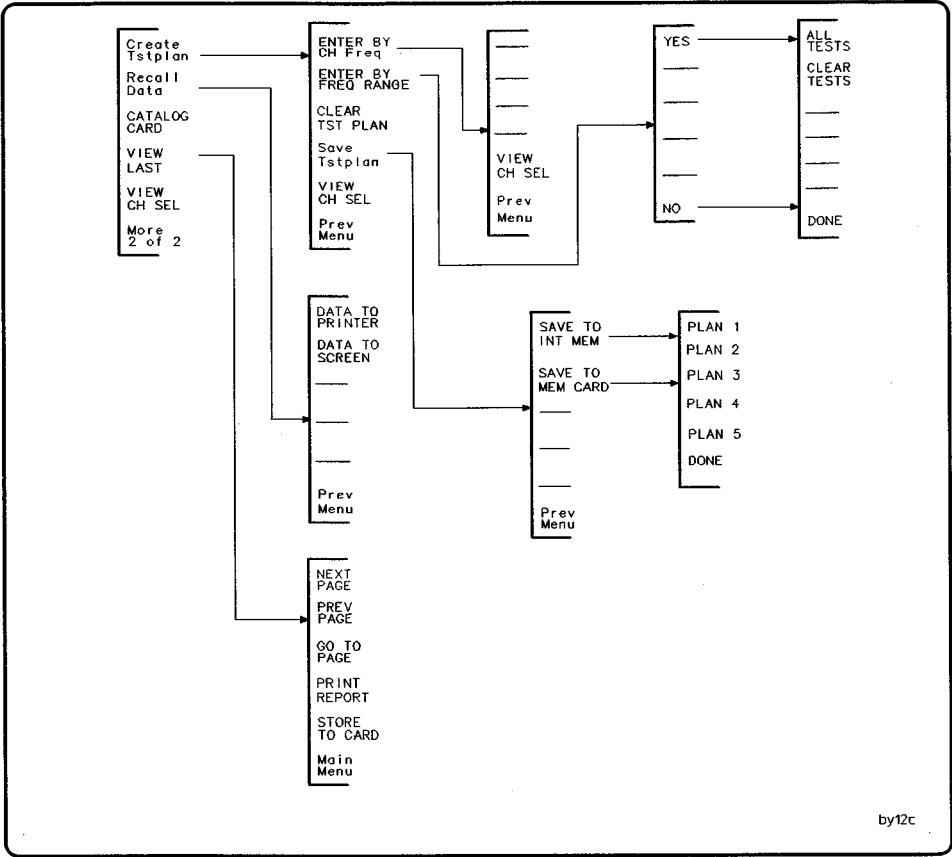 Create
Tstplan
Recall
Data
CATALOG
CARD
VIEW
LAST
VIEW
CH SEL
More
2 of 2
ENTER BY
CH Freq
ENTER BY
FREQ RANGE
CLEAR
TST PLAN
Save
Tstplan
VIEW
CH SEL
Prev
Menu
VIEW
CH SEL
Prev
Menu
YES
NO
ALL
TESTS
CLEAR
TESTS
DONE
DATA TO
PRINTER
DATA TO
SCREEN
Prev
Menu
SAVE TO
INT MEM
SAVE TO
MEM CARD
Prev
Menu
PLAN 1
PLAN 2
PLAN 3
PLAN 4
PLAN 5
DONE
NEXT
PAGE
PREV
PAGE
GO TO
PAGE
PRINT
REPORT
STORE
TO CARD
Main
Menu
by12c